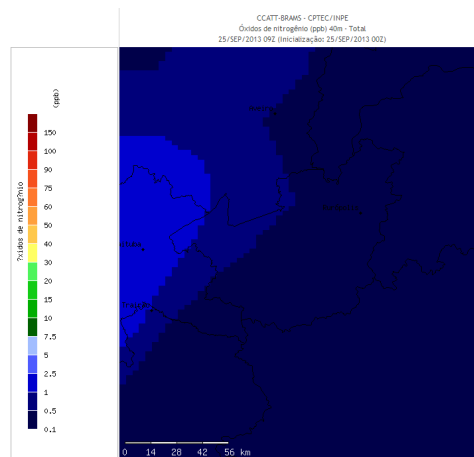 CCATT-BRAMS - CPTEC/INPE
Óxidos de nitrogênio (ppb) 40m - Total
25/SEP/2013 09Z (Inicialização: 25/SEP/2013 00Z)
(ppb)
?xidos de nitrog?nio
150
100
90
75
60
50
40
30
20
15
10
7.5
5
2.5
1
0.5
0.1
0 14 28 42 56 km